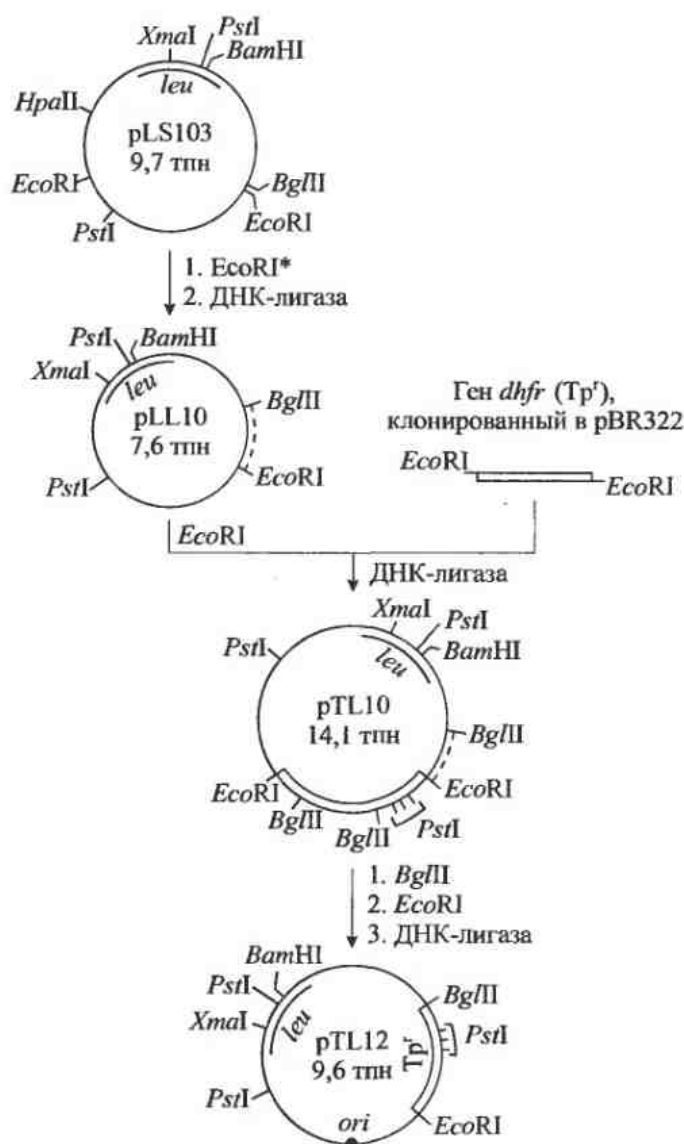 XmaI
PstI
BamHI
leu
HpaII
pLS103
9,7 тпн
EcoRI
BglII
EcoRI
PstI
1. EcoRI*
2. ДНК-лигаза
PstI
BamHI
XmaI
leu
BglII
pLL10
7,6 тпн
PstI
EcoRI
Ген dhfr (Tpʳ),
клонированный в pBR322
EcoRI
EcoRI
EcoRI
ДНК-лигаза
XmaI
PstI
PstI
BamHI
leu
pTL10
14,1 тпн
BglII
EcoRI
EcoRI
BglII
BglII
PstI
1. BglII
2. EcoRI
3. ДНК-лигаза
BamHI
PstI
BglII
XmaI
leu
PstI
pTL12
9,6 тпн
Tpʳ
PstI
ori
EcoRI